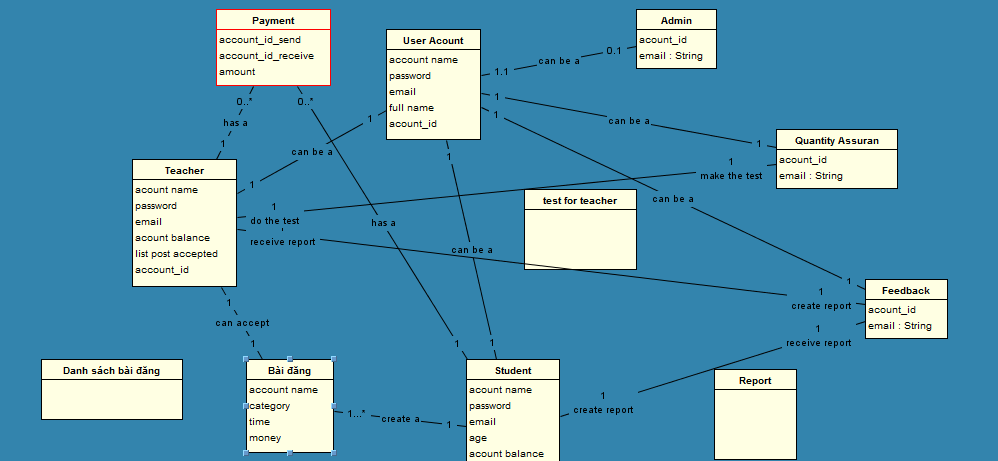 Payment
account_id_send
account_id_receive
amount
User Acount
account name
password
email
full name
acount_id
Admin
acount_id
email : String
1..1
can be a
0..1
0..*
0..*
has a
1
1
can be a
1
1
can be a
1
Quantity Assuran
acount_id
email : String
Teacher
acount name
password
email
acount balance
list post accepted
account_id
1
do the test
1
make the test
receive report
test for teacher
has a
1
can be a
1
1
can be a
1
Feedback
acount_id
email : String
1
create report
1
receive report
1
can accept
1
1
Danh sách bài đăng
Bài đăng
account name
category
time
money
1...*
create a
1
Student
acount name
password
email
age
acount balance
1
create report
Report